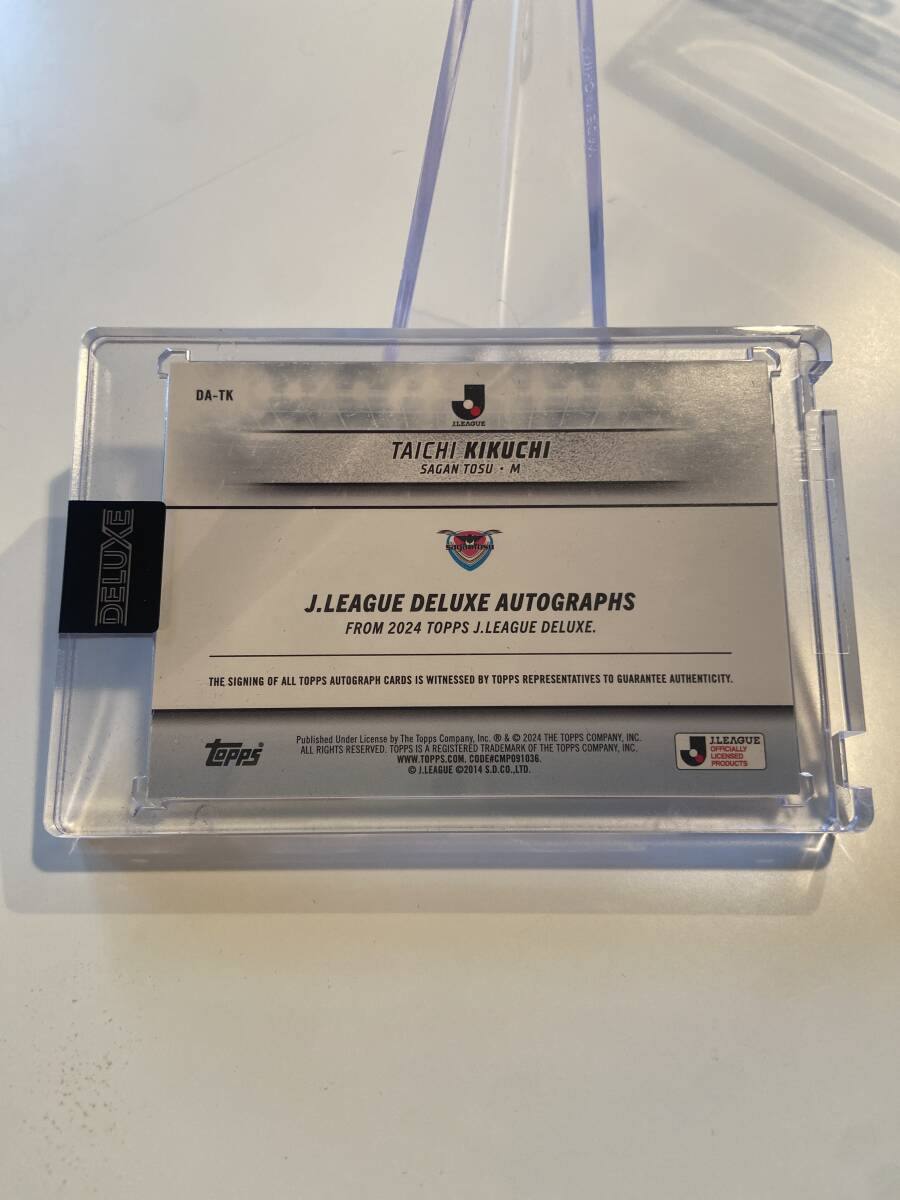 DA-TK
J.LEAGUE
TAICHI KIKUCHI
SAGAN TOSU • M
DELUXE
sagantosu
J.LEAGUE DELUXE AUTOGRAPHS
FROM 2024 TOPPS J.LEAGUE DELUXE.
THE SIGNING OF ALL TOPPS AUTOGRAPH CARDS IS WITNESSED BY TOPPS REPRESENTATIVES TO GUARANTEE AUTHENTICITY.
topps®
Published Under License by The Topps Company, Inc. ® & © 2024 THE TOPPS COMPANY, INC.
ALL RIGHTS RESERVED. TOPPS IS A REGISTERED TRADEMARK OF THE TOPPS COMPANY, INC.
WWW.TOPPS.COM. CODE#CMP091036.
© J.LEAGUE ©2014 S.D.CO.,LTD.
J.LEAGUE
OFFICIALLY
LICENSED
PRODUCTS